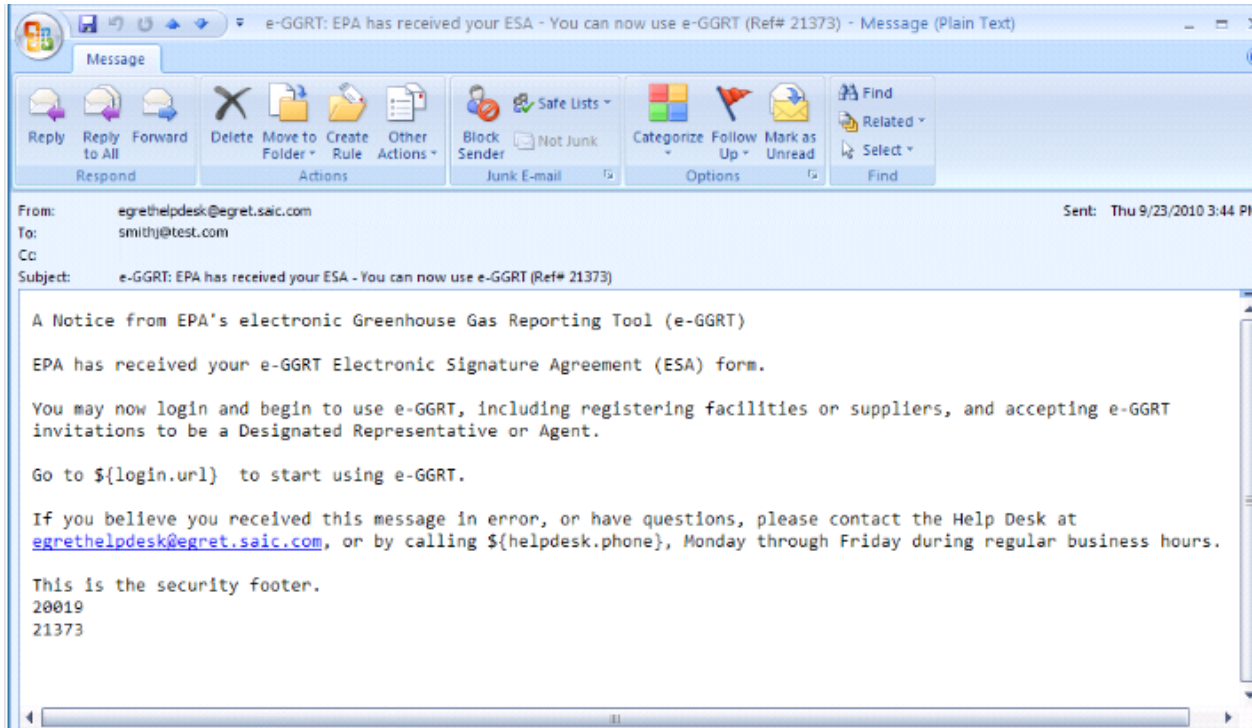 e-GGRT: EPA has received your ESA - You can now use e-GGRT (Ref# 21373) - Message (Plain Text)
Message
Reply
Reply to All
Forward
Respond
Delete
Move to Folder
Create Rule
Other Actions
Actions
Block Sender
Safe Lists
Not Junk
Junk E-mail
Categorize
Follow Up
Mark as Unread
Options
Find
Related
Select
Find
From: egrethelpdesk@egret.saic.com
Sent: Thu 9/23/2010 3:44 PM
To: smithj@test.com
Cc:
Subject: e-GGRT: EPA has received your ESA - You can now use e-GGRT (Ref# 21373)
A Notice from EPA's electronic Greenhouse Gas Reporting Tool (e-GGRT)
EPA has received your e-GGRT Electronic Signature Agreement (ESA) form.
You may now login and begin to use e-GGRT, including registering facilities or suppliers, and accepting e-GGRT
invitations to be a Designated Representative or Agent.
Go to ${login.url}  to start using e-GGRT.
If you believe you received this message in error, or have questions, please contact the Help Desk at
egrethelpdesk@egret.saic.com, or by calling ${helpdesk.phone}, Monday through Friday during regular business hours.
This is the security footer.
20019
21373